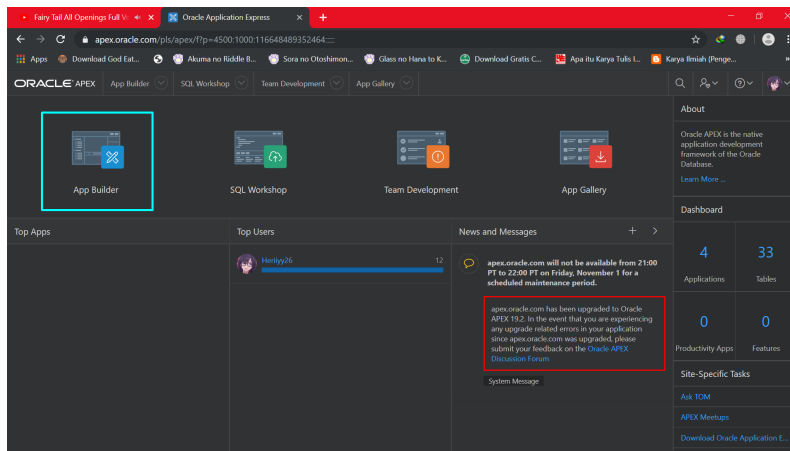 Fairy Tail All Openings Full Ve
Oracle Application Express
apex.oracle.com/pls/apex/f?p=4500:1000:116648489352464:::::
Apps
Download God Eat...
Akuma no Riddle B...
Sora no Otoshimon...
Glass no Hana to K...
Download Gratis C...
Apa itu Karya Tulis I...
Karya Ilmiah (Penge...
ORACLE APEX
App Builder
SQL Workshop
Team Development
App Gallery
App Builder
SQL Workshop
Team Development
App Gallery
Top Apps
Top Users
Heriiyy26
12
News and Messages
apex.oracle.com will not be available from 21:00
PT to 22:00 PT on Friday, November 1 for a
scheduled maintenance period.
apex.oracle.com has been upgraded to Oracle
APEX 19.2. In the event that you are experiencing
any upgrade related errors in your application
since apex.oracle.com was upgraded, please
submit your feedback on the Oracle APEX
Discussion Forum
System Message
About
Oracle APEX is the native
application development
framework of the Oracle
Database.
Learn More ...
Dashboard
4
Applications
33
Tables
0
Productivity Apps
0
Features
Site-Specific Tasks
Ask TOM
APEX Meetups
Download Oracle Application E...